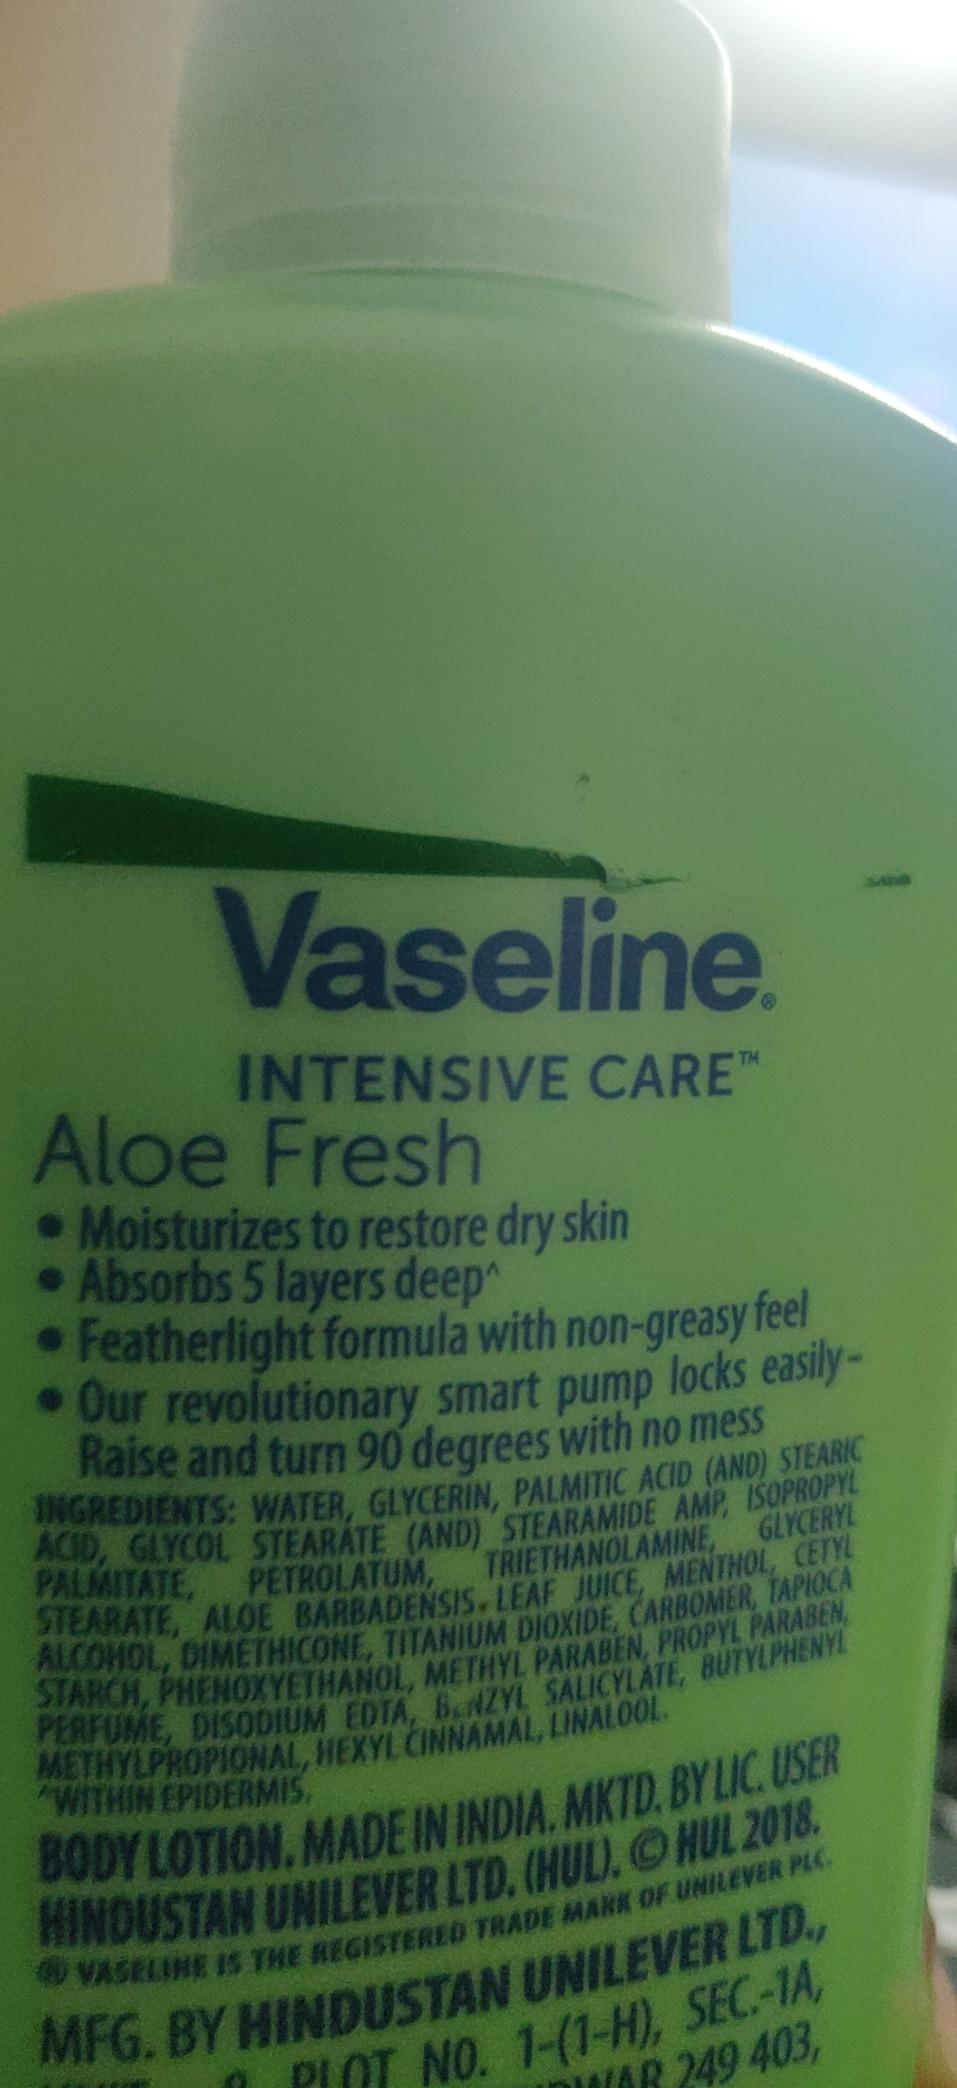 Vaseline®
INTENSIVE CARE™
Aloe Fresh
• Moisturizes to restore dry skin
• Absorbs 5 layers deep^
• Featherlight formula with non-greasy feel
• Our revolutionary smart pump locks easily-
Raise and turn 90 degrees with no mess
INGREDIENTS: WATER, GLYCERIN, PALMITIC ACID (AND) STEARIC
ACID, GLYCOL STEARATE (AND) STEARAMIDE AMP, ISOPROPYL
PALMITATE, PETROLATUM, TRIETHANOLAMINE, GLYCERYL
STEARATE, ALOE BARBADENSIS LEAF JUICE, MENTHOL, CETYL
ALCOHOL, DIMETHICONE, TITANIUM DIOXIDE, CARBOMER, TAPIOCA
STARCH, PHENOXYETHANOL, METHYL PARABEN, PROPYL PARABEN,
PERFUME, DISODIUM EDTA, BENZYL SALICYLATE, BUTYLPHENYL
METHYLPROPIONAL, HEXYL CINNAMAL, LINALOOL.
^WITHIN EPIDERMIS.
BODY LOTION. MADE IN INDIA. MKTD. BY LIC. USER
HINDUSTAN UNILEVER LTD. (HUL). © HUL 2018.
® VASELINE IS THE REGISTERED TRADE MARK OF UNILEVER PLC.
MFG. BY HINDUSTAN UNILEVER LTD.,
PLOT NO. 1-(1-H), SEC.-1A,
249 403,